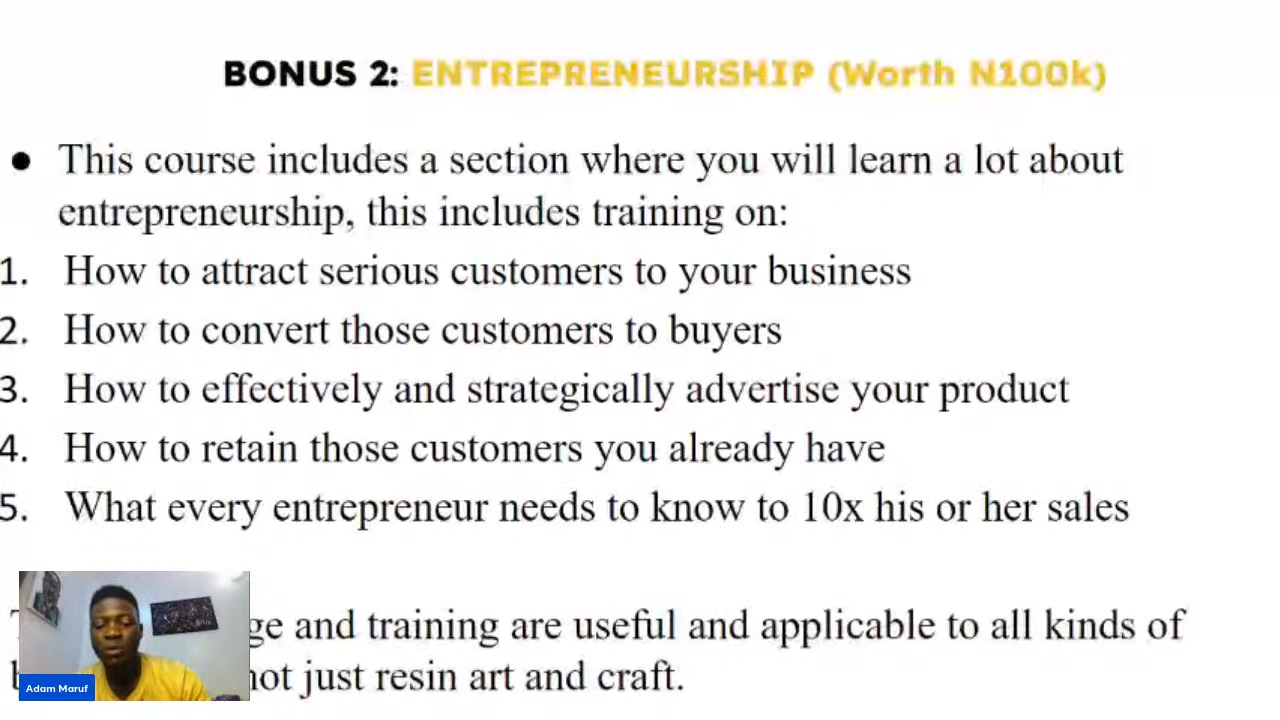 BONUS 2: ENTREPRENEURSHIP (Worth N100k)
● This course includes a section where you will learn a lot about
entrepreneurship, this includes training on:
1. How to attract serious customers to your business
2. How to convert those customers to buyers
3. How to effectively and strategically advertise your product
4. How to retain those customers you already have
5. What every entrepreneur needs to know to 10x his or her sales
and training are useful and applicable to all kinds of
just resin art and craft.
Adam Maruf